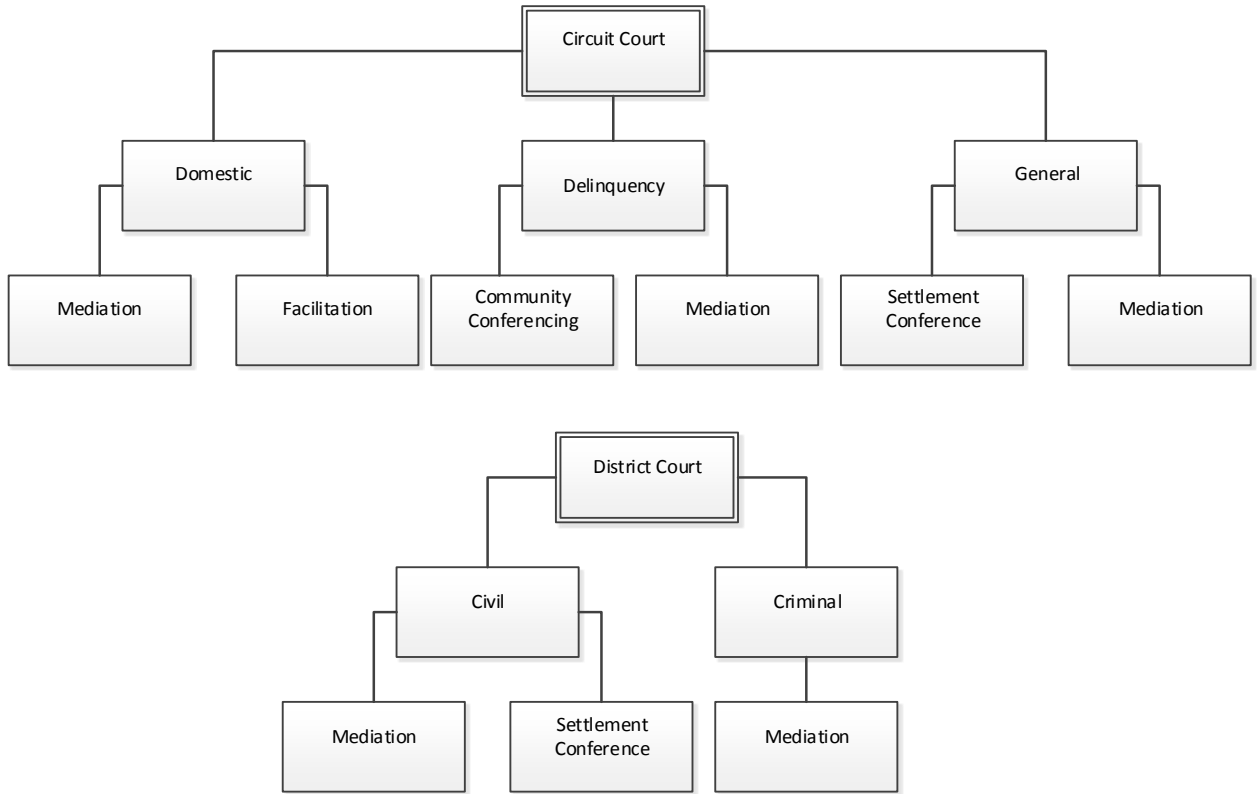 Circuit Court
Domestic
Delinquency
General
Mediation
Facilitation
Community
Conferencing
Mediation
Settlement
Conference
Mediation
District Court
Civil
Criminal
Mediation
Settlement
Conference
Mediation